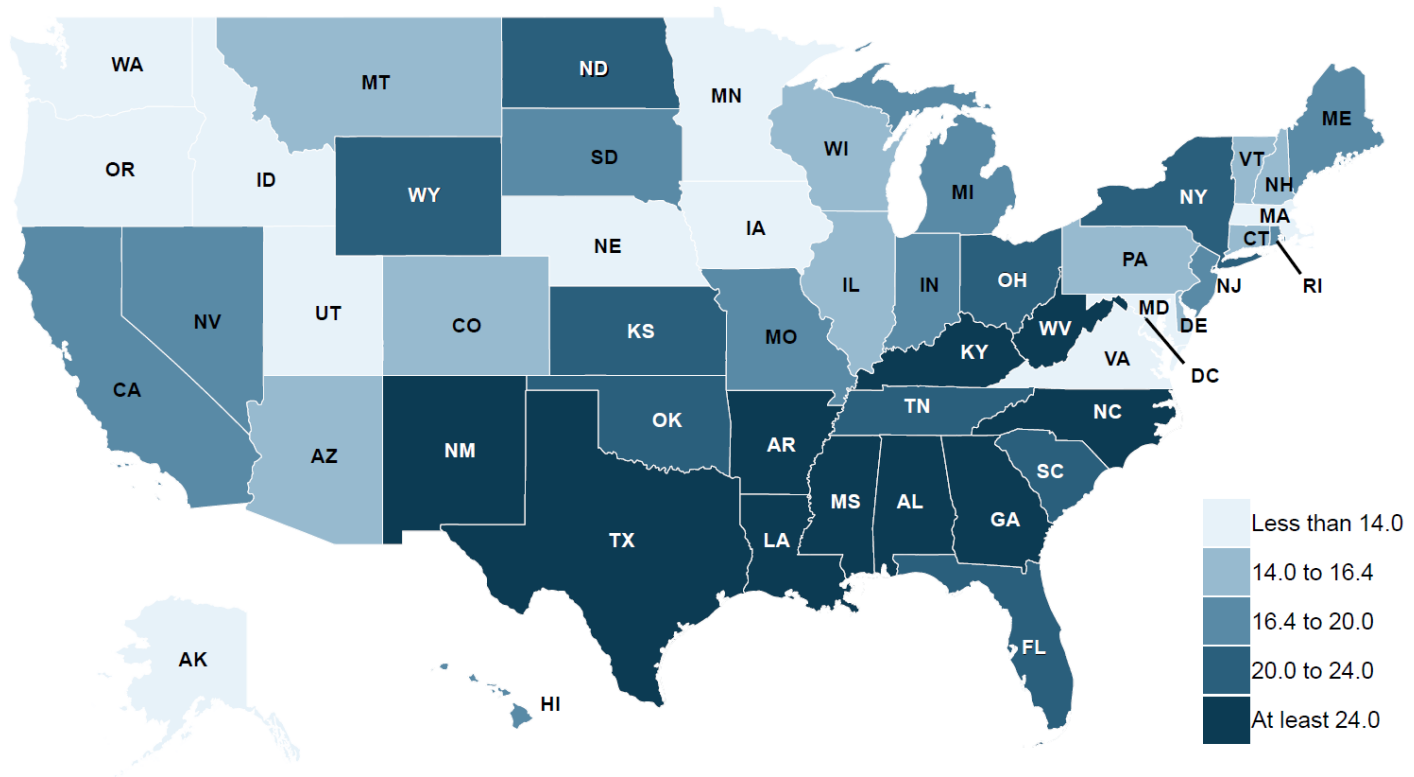 WA
MT
ND
MN
ME
OR
ID
SD
WI
VT
WY
MI
NY
NH
MA
NE
IA
CT
PA
NV
UT
CO
IL
IN
OH
NJ
RI
MD
DE
KS
MO
WV
VA
KY
DC
CA
TN
NC
AZ
NM
OK
AR
SC
MS
AL
GA
TX
LA
FL
AK
HI
Less than 14.0
14.0 to 16.4
16.4 to 20.0
20.0 to 24.0
At least 24.0